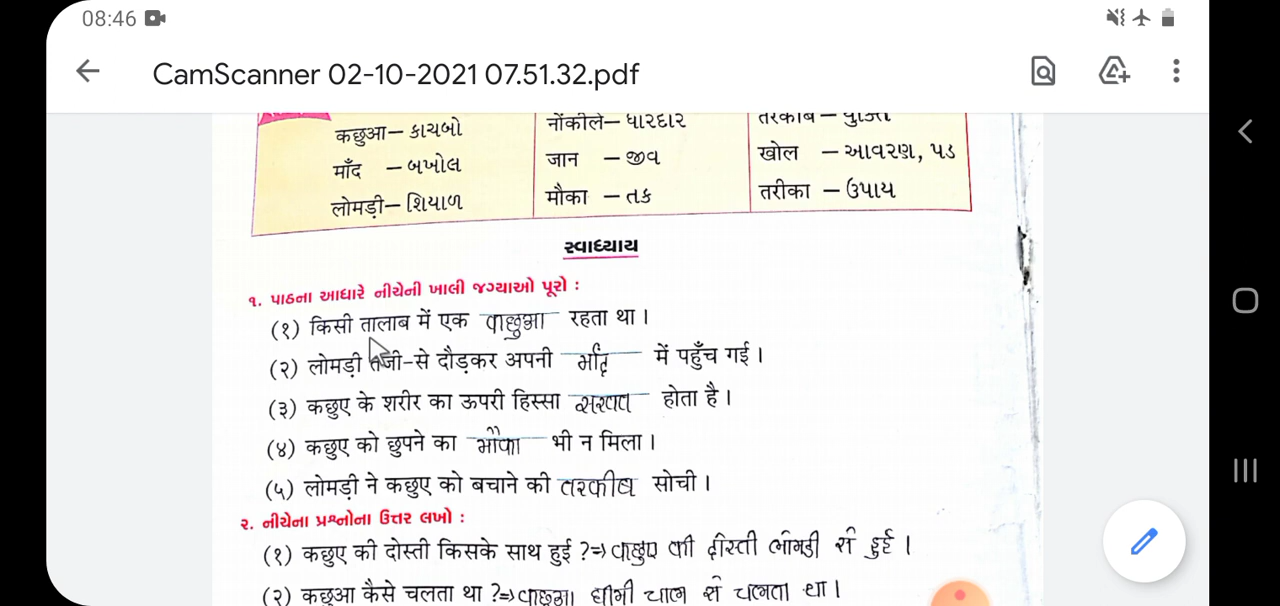 08:46
CamScanner 02-10-2021 07.51.32.pdf
कछुआ – કાચબો
नोंकीले – ધારદાર
तरकीब – યુક્તિ
माँद – બખોલ
जान – જીવ
खोल – આવરણ, પડ
लोमड़ी – શિયાળ
मौका – તક
तरीका – ઉપાય
સ્વાધ્યાય
૧. પાઠના આધારે નીચેની ખાલી જગ્યાઓ પૂરો :
(१) किसी तालाब में एक कछुआ रहता था ।
(२) लोमड़ी तेजी-से दौड़कर अपनी माँद में पहुँच गई ।
(३) कछुए के शरीर का ऊपरी हिस्सा सख्त होता है ।
(४) कछुए को छुपने का मौका भी न मिला ।
(५) लोमड़ी ने कछुए को बचाने की तरकीब सोची ।
૨. નીચેના પ્રશ્નોના ઉત્તર લખો :
(१) कछुए की दोस्ती किसके साथ हुई ? ⇒ कछुए की दोस्ती लोमडी से हुई ।
(२) कछुआ कैसे चलता था ? ⇒ कछुआ धीमी चाल से चलता था ।